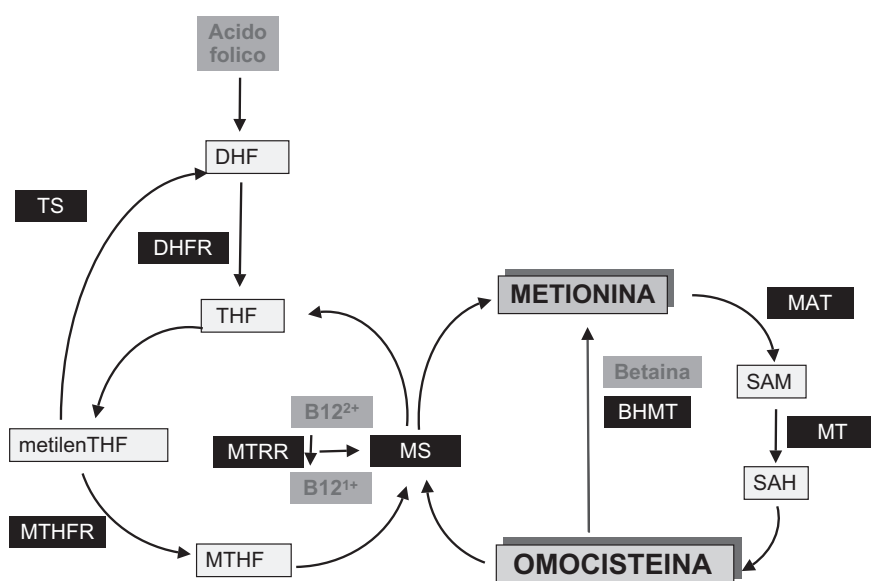 Acido
folico
DHF
TS
DHFR
THF
METIONINA
MAT
Betaina
SAM
B12²⁺
BHMT
metilenTHF
MTRR
MS
MT
B12¹⁺
SAH
MTHFR
MTHF
OMOCISTEINA